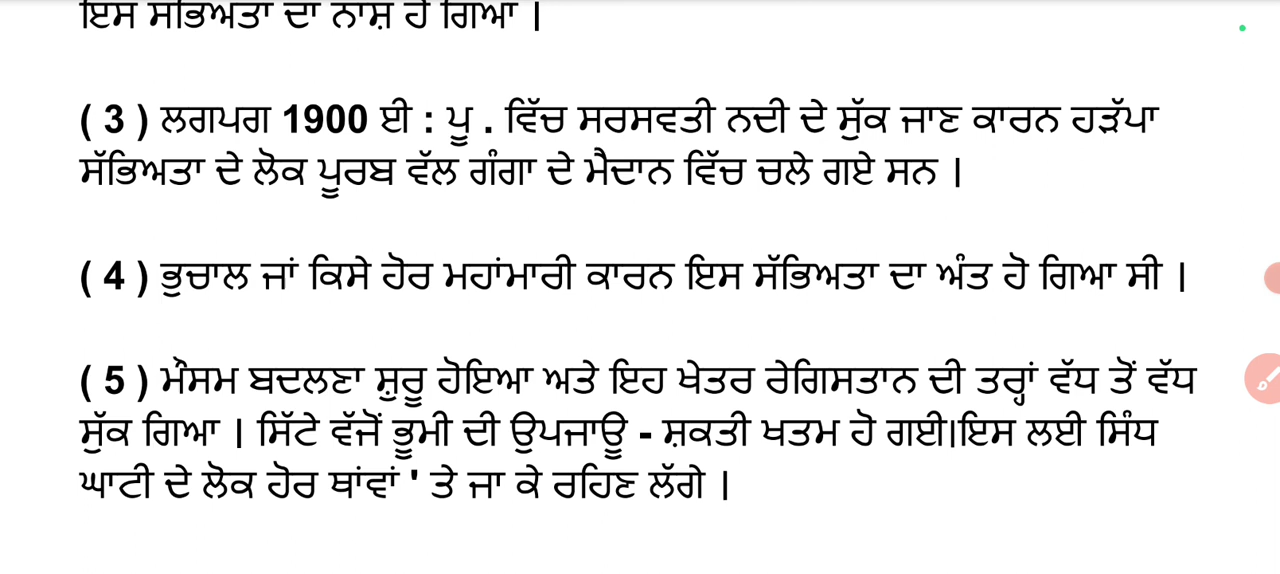 ਇਸ ਸੱਭਿਅਤਾ ਦਾ ਨਾਸ਼ ਹੋ ਗਿਆ |
( 3 ) ਲਗਪਗ 1900 ਈ : ਪੂ . ਵਿੱਚ ਸਰਸਵਤੀ ਨਦੀ ਦੇ ਸੁੱਕ ਜਾਣ ਕਾਰਨ ਹੜੱਪਾ
ਸੱਭਿਅਤਾ ਦੇ ਲੋਕ ਪੂਰਬ ਵੱਲ ਗੰਗਾ ਦੇ ਮੈਦਾਨ ਵਿੱਚ ਚਲੇ ਗਏ ਸਨ |
( 4 ) ਭੁਚਾਲ ਜਾਂ ਕਿਸੇ ਹੋਰ ਮਹਾਂਮਾਰੀ ਕਾਰਨ ਇਸ ਸੱਭਿਅਤਾ ਦਾ ਅੰਤ ਹੋ ਗਿਆ ਸੀ |
( 5 ) ਮੌਸਮ ਬਦਲਣਾ ਸ਼ੁਰੂ ਹੋਇਆ ਅਤੇ ਇਹ ਖੇਤਰ ਰੇਗਿਸਤਾਨ ਦੀ ਤਰ੍ਹਾਂ ਵੱਧ ਤੋਂ ਵੱਧ
ਸੁੱਕ ਗਿਆ | ਸਿੱਟੇ ਵੱਜੋਂ ਭੂਮੀ ਦੀ ਉਪਜਾਊ - ਸ਼ਕਤੀ ਖਤਮ ਹੋ ਗਈ|ਇਸ ਲਈ ਸਿੰਧ
ਘਾਟੀ ਦੇ ਲੋਕ ਹੋਰ ਥਾਂਵਾਂ ' ਤੇ ਜਾ ਕੇ ਰਹਿਣ ਲੱਗੇ |